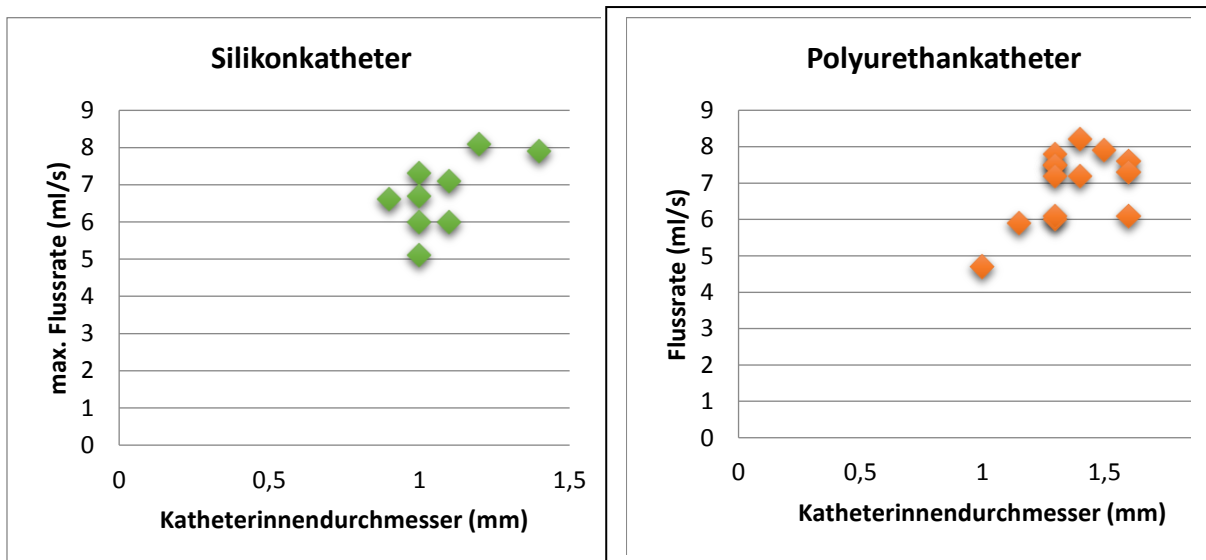 Silikonkatheter
max. Flussrate (ml/s)
9
8
7
6
5
4
3
2
1
0
0 0,5 1 1,5
Katheterinnendurchmesser (mm)
Polyurethankatheter
Flussrate (ml/s)
9
8
7
6
5
4
3
2
1
0
0 0,5 1 1,5
Katheterinnendurchmesser (mm)